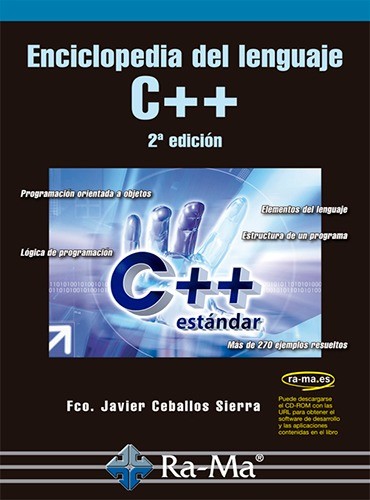 Enciclopedia del lenguaje
C++
2ª edición
Programación orientada a objetos
Elementos del lenguaje
Estructura de un programa
Lógica de programación
C++
estándar
Más de 270 ejemplos resueltos
Fco. Javier Ceballos Sierra
ra-ma.es
Puede descargarse
el CD-ROM con las
URL para obtener el
software de desarrollo
y las aplicaciones
contenidas en el libro
Ra-Ma®